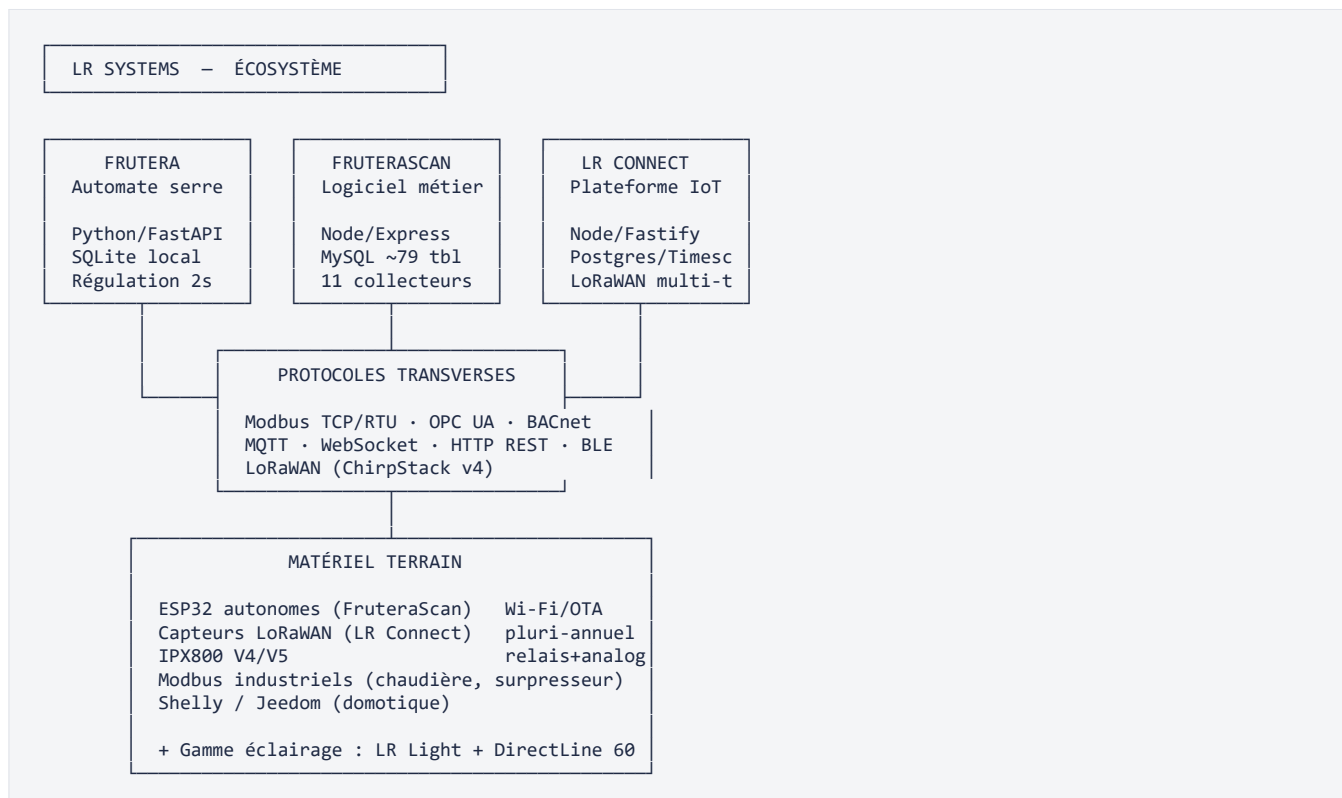 LR SYSTEMS — ÉCOSYSTÈME
FRUTERA
Automate serre
Python/FastAPI
SQLite local
Régulation 2s
FRUTERASCAN
Logiciel métier
Node/Express
MySQL ~79 tbl
11 collecteurs
LR CONNECT
Plateforme IoT
Node/Fastify
Postgres/Timesc
LoRaWAN multi-t
PROTOCOLES TRANSVERSES
Modbus TCP/RTU · OPC UA · BACnet
MQTT · WebSocket · HTTP REST · BLE
LoRaWAN (ChirpStack v4)
MATÉRIEL TERRAIN
ESP32 autonomes (FruteraScan) Wi-Fi/OTA
Capteurs LoRaWAN (LR Connect) pluri-annuel
IPX800 V4/V5 relais+analog
Modbus industriels (chaudière, surpresseur)
Shelly / Jeedom (domotique)
+ Gamme éclairage : LR Light + DirectLine 60